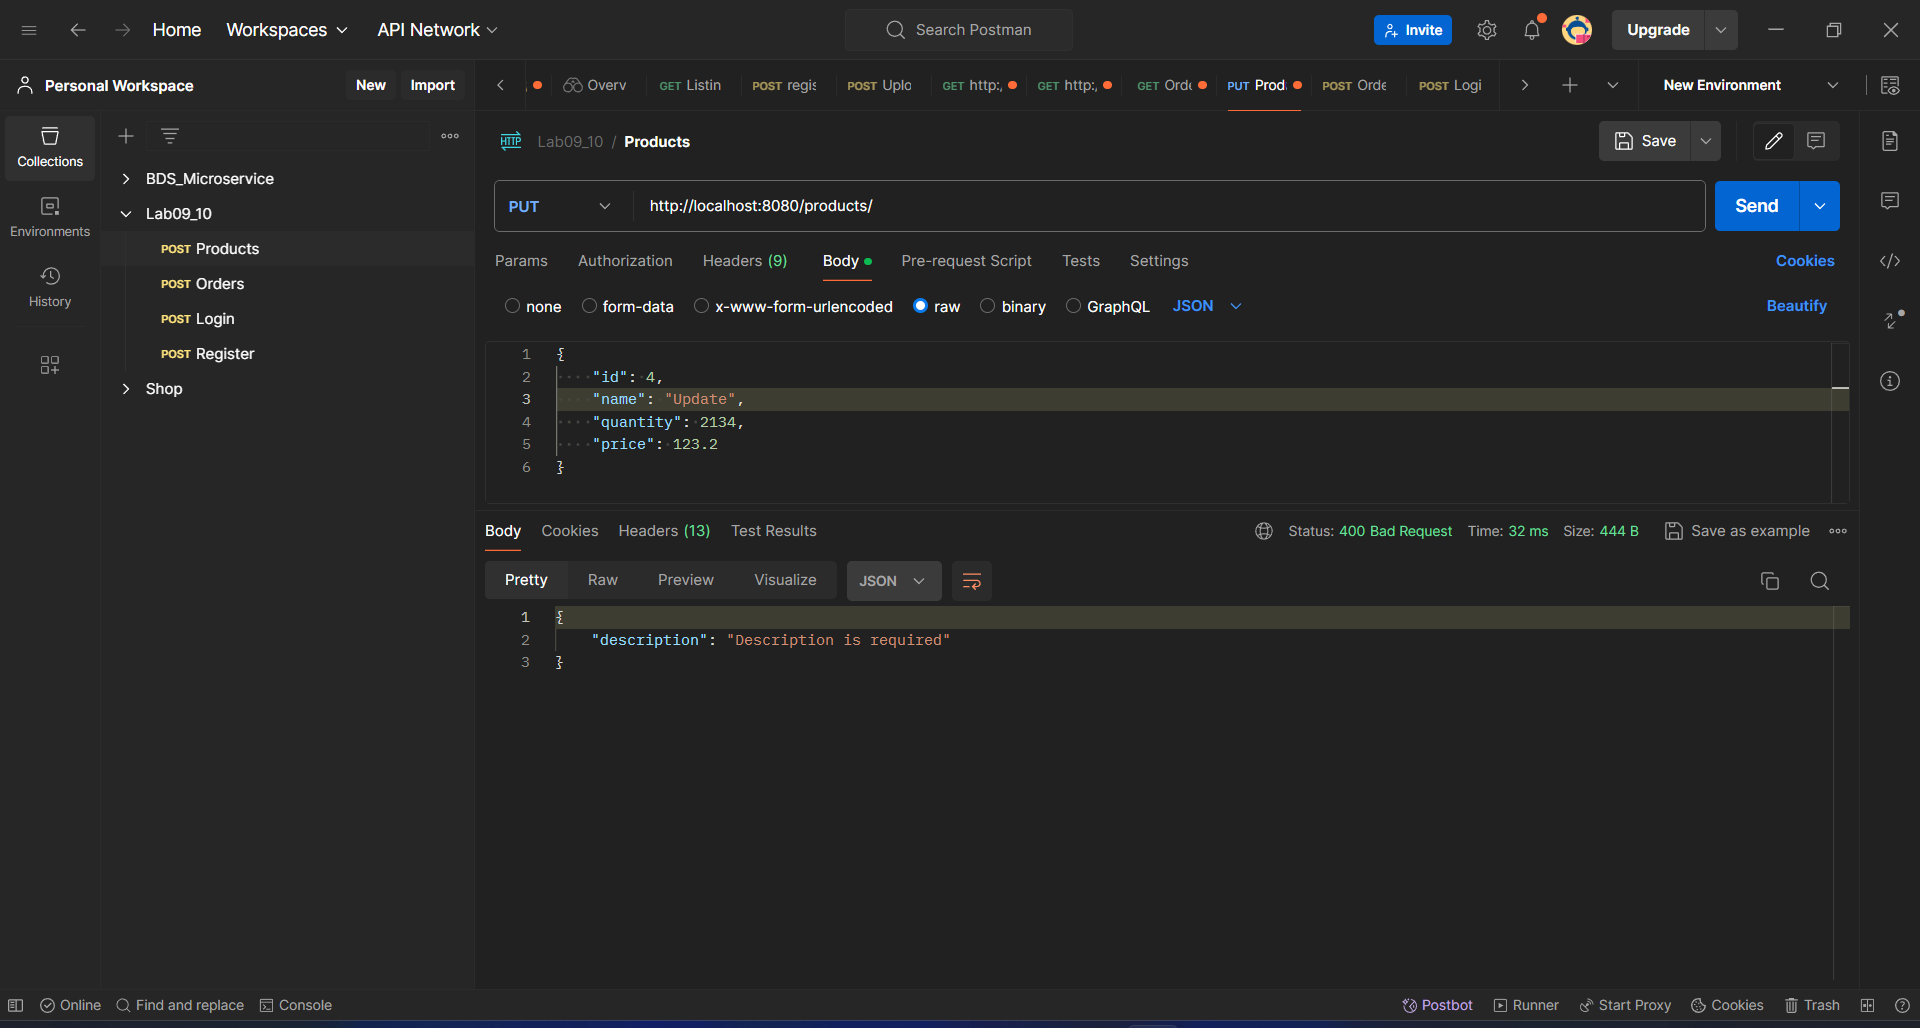 Home
Workspaces
API Network
Search Postman
Invite
Upgrade
Personal Workspace
New
Import
Overv
GET Listin
POST regis
POST Uplo
GET http:,
GET http:,
GET Orde
PUT Prod
POST Orde
POST Logi
New Environment
Collections
Environments
History
BDS_Microservice
Lab09_10
POST Products
POST Orders
POST Login
POST Register
Shop
HTTP
Lab09_10 / Products
Save
PUT
http://localhost:8080/products/
Send
Params
Authorization
Headers (9)
Body
Pre-request Script
Tests
Settings
Cookies
none
form-data
x-www-form-urlencoded
raw
binary
GraphQL
JSON
Beautify
1 {
2 "id": 4,
3 "name": "Update",
4 "quantity": 2134,
5 "price": 123.2
6 }
Body
Cookies
Headers (13)
Test Results
Status: 400 Bad Request
Time: 32 ms
Size: 444 B
Save as example
Pretty
Raw
Preview
Visualize
JSON
1 {
2 "description": "Description is required"
3 }
Online
Find and replace
Console
Postbot
Runner
Start Proxy
Cookies
Trash